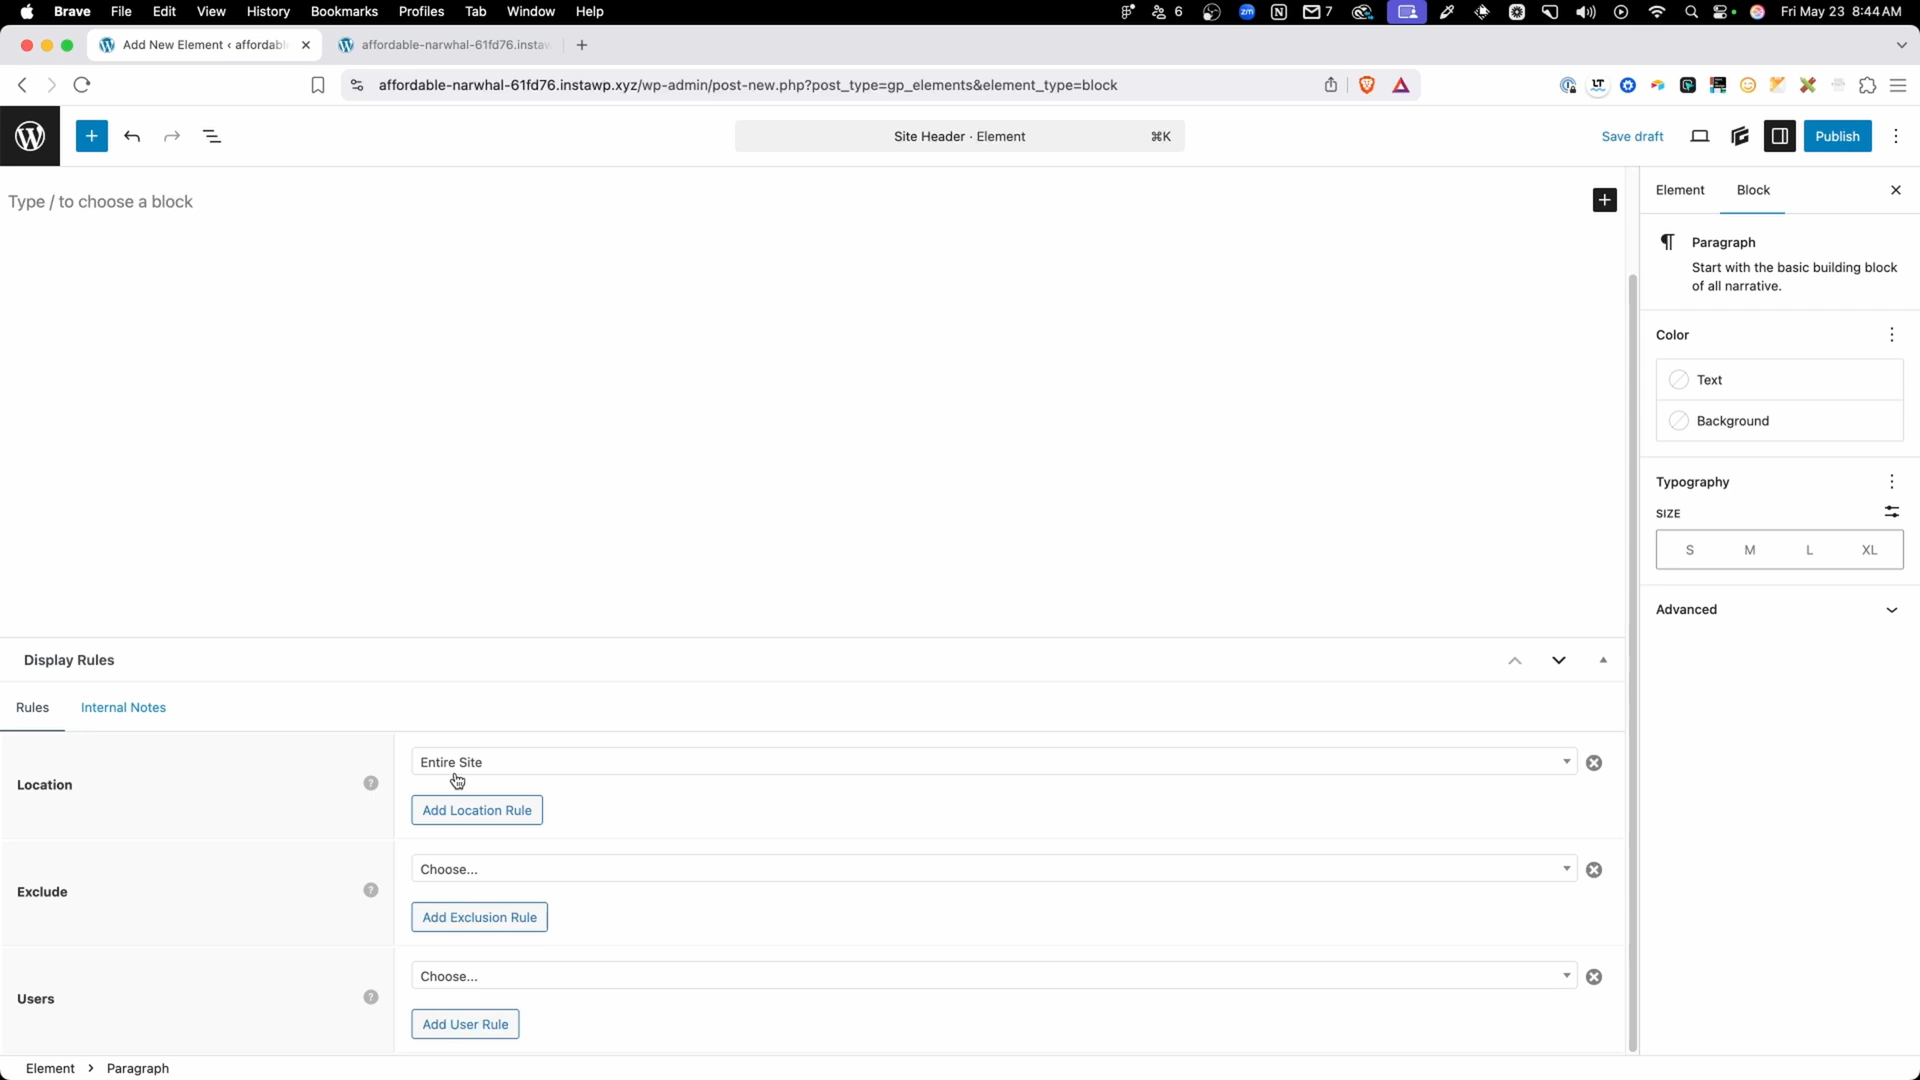 Brave File Edit View History Bookmarks Profiles Tab Window Help 6 zm 7 Fri May 23 8:44 AM
Add New Element ‹ affordabl affordable-narwhal-61fd76.instaw
affordable-narwhal-61fd76.instawp.xyz/wp-admin/post-new.php?post_type=gp_elements&element_type=block
Site Header · Element ⌘K Save draft Publish
Type / to choose a block
Element Block
Paragraph
Start with the basic building block
of all narrative.
Color
Text
Background
Typography
SIZE
S M L XL
Advanced
Display Rules
Rules Internal Notes
Location ? Entire Site
Add Location Rule
Exclude ? Choose...
Add Exclusion Rule
Users ? Choose...
Add User Rule
Element › Paragraph